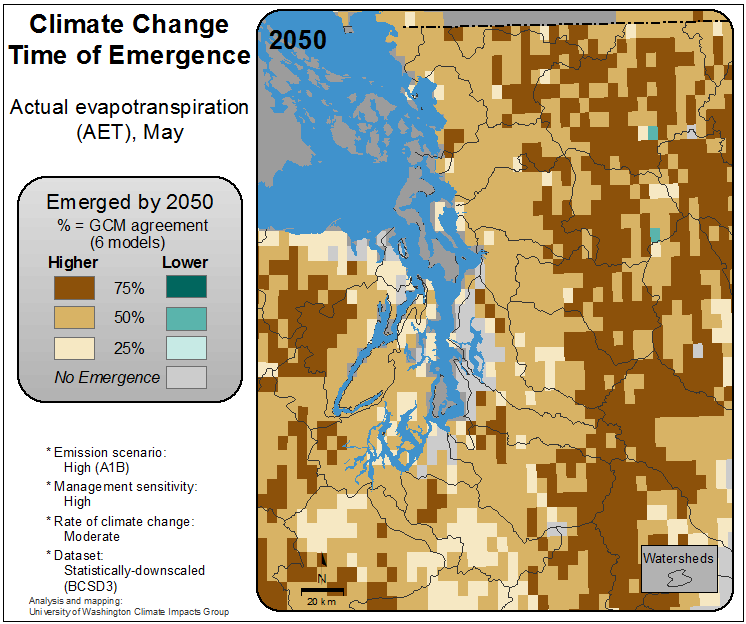 Climate Change
Time of Emergence
Actual evapotranspiration
(AET), May
Emerged by 2050
% = GCM agreement
(6 models)
Higher Lower
75%
50%
25%
No Emergence
* Emission scenario:
High (A1B)
* Management sensitivity:
High
* Rate of climate change:
Moderate
* Dataset:
Statistically-downscaled
(BCSD3)
Analysis and mapping:
University of Washington Climate Impacts Group
2050
N
20 km
Watersheds